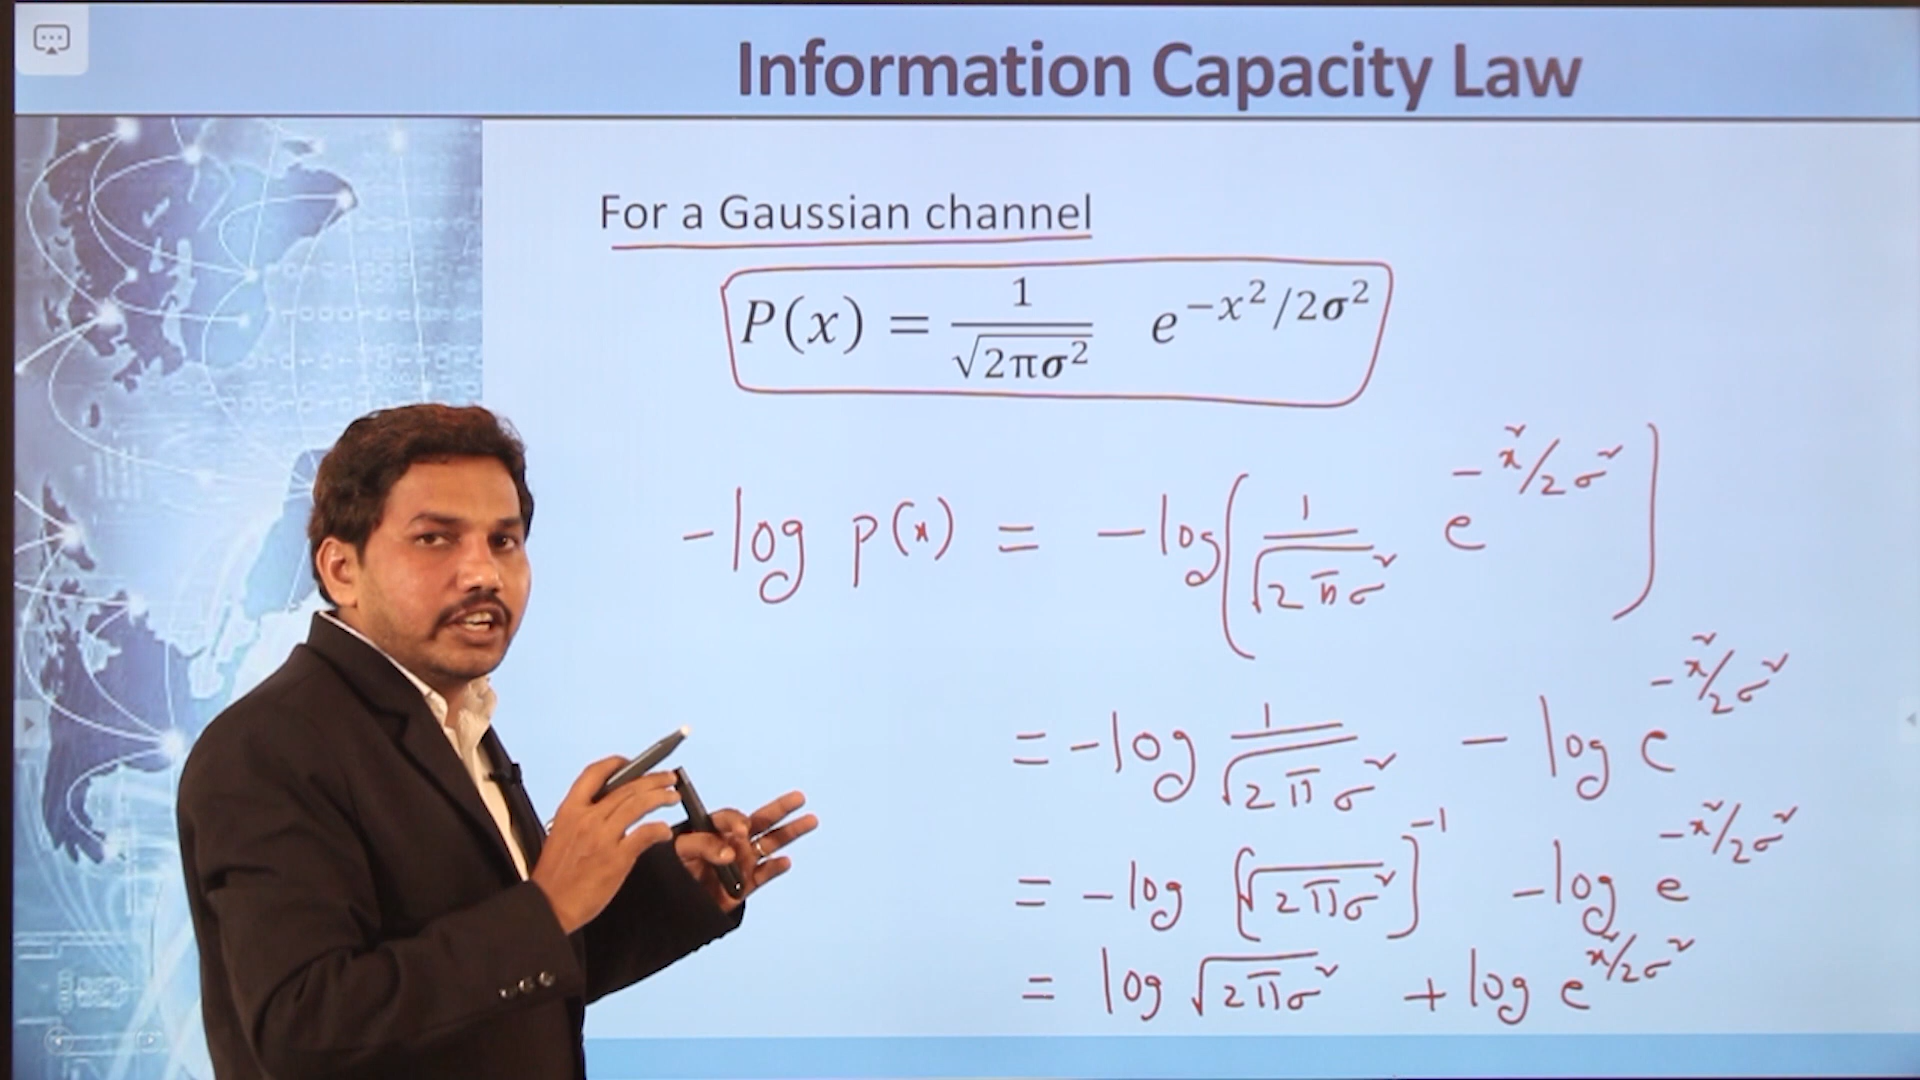 Information Capacity Law
For a Gaussian channel
P(x) = 1/√(2πσ²) e^(−x²/2σ²)
-log p(x) = -log(1/√(2πσ²) e^(-x²/2σ²)]
= -log 1/√(2πσ²) - log e^(-x²/2σ²)
= -log [√(2πσ²)]^-1 -log e^(-x²/2σ²)
= log √(2πσ²) + log e^(x²/2σ²)